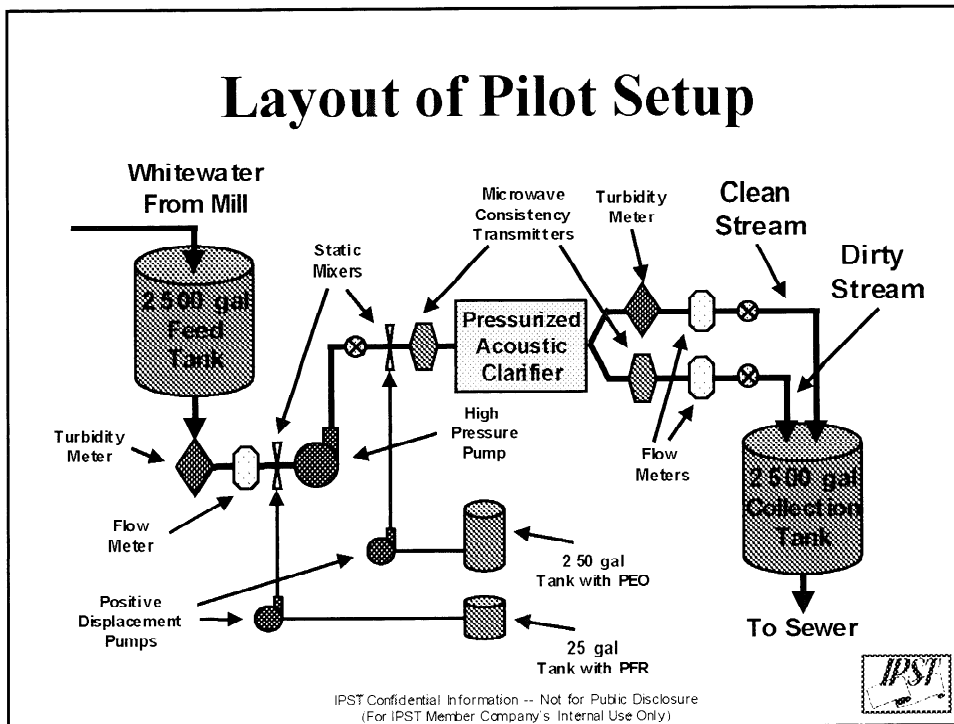 Layout of Pilot Setup
Whitewater
From Mill
2500 gal
Feed
Tank
Static
Mixers
Microwave
Consistency
Transmitters
Turbidity
Meter
Clean
Stream
Dirty
Stream
Pressurized
Acoustic
Clarifier
Turbidity
Meter
High
Pressure
Pump
Flow
Meters
2500 gal
Collection
Tank
Flow
Meter
250 gal
Tank with PEO
Positive
Displacement
Pumps
25 gal
Tank with PFR
To Sewer
IPST
IPST Confidential Information -- Not for Public Disclosure
(For IPST Member Company's Internal Use Only)